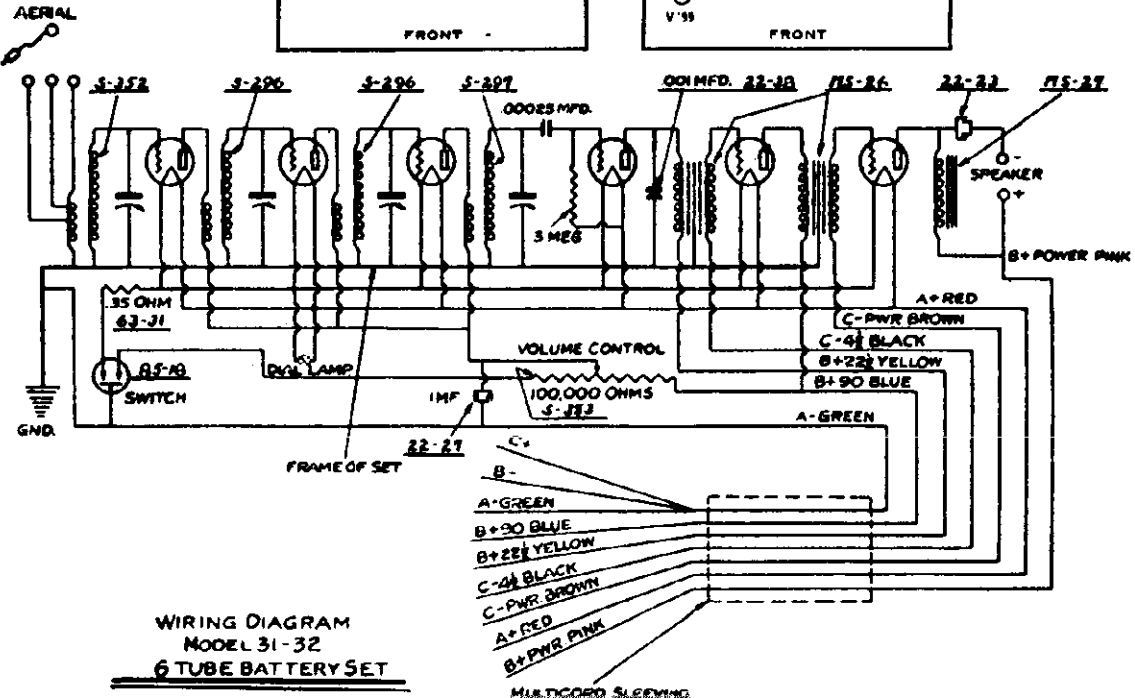 AERIAL
FRONT -
V'99
FRONT
S-352
S-296
S-296
S-297
.00025 MFD.
.001 MFD.
22-28
MS-26
22-23
MS-27
-
SPEAKER
+
3 MEG
B+ POWER PINK
.35 OHM
63-31
A+RED
C-PWR BROWN
C-4½ BLACK
B+22½ YELLOW
B+90 BLUE
VOLUME CONTROL
DIAL LAMP
85-18
SWITCH
1MF
100,000 OHMS
S-353
A-GREEN
GND.
22-27
FRAME OF SET
C+
B-
A-GREEN
B+90 BLUE
B+22½ YELLOW
C-4½ BLACK
C-PWR. BROWN
A+RED
B+PWR PINK
WIRING DIAGRAM
MODEL 31-32
6 TUBE BATTERY SET
MULTICORD SLEEVING